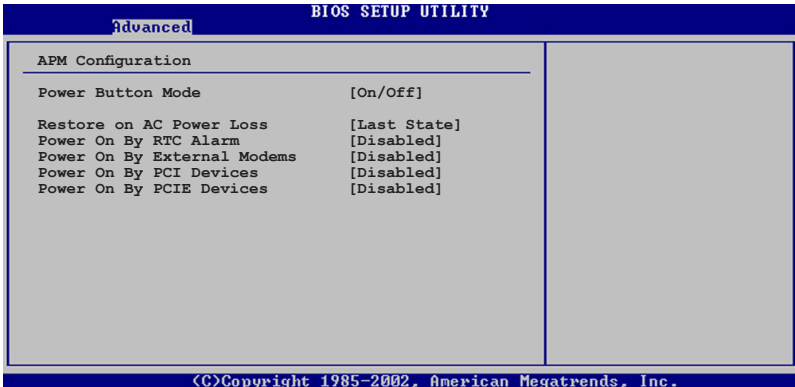 BIOS SETUP UTILITY
Advanced
APM Configuration
Power Button Mode [On/Off]
Restore on AC Power Loss [Last State]
Power On By RTC Alarm [Disabled]
Power On By External Modems [Disabled]
Power On By PCI Devices [Disabled]
Power On By PCIE Devices [Disabled]
(C)Copyright 1985-2002, American Megatrends, Inc.